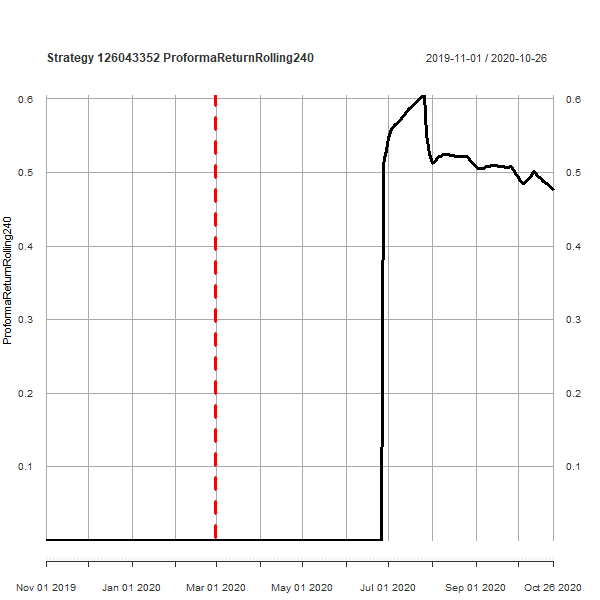 Strategy 126043352 ProformaReturnRolling240
2019-11-01 / 2020-10-26
0.6
0.6
0.5
0.5
0.4
0.4
0.3
0.3
0.2
0.2
0.1
0.1
ProformaReturnRolling240
Nov 01 2019
Jan 01 2020
Mar 01 2020
May 01 2020
Jul 01 2020
Sep 01 2020
Oct 26 2020